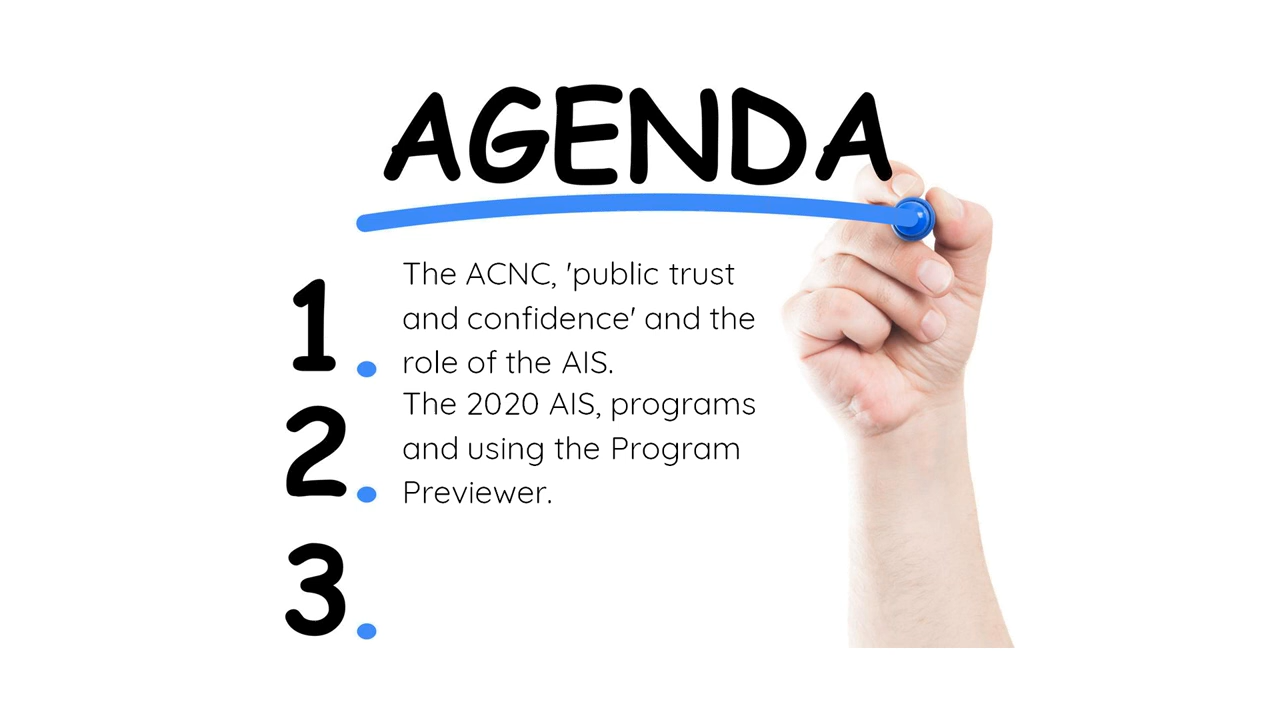 AGENDA
1. The ACNC, 'public trust
and confidence' and the
role of the AIS.
2. The 2020 AIS, programs
and using the Program
Previewer.
3.